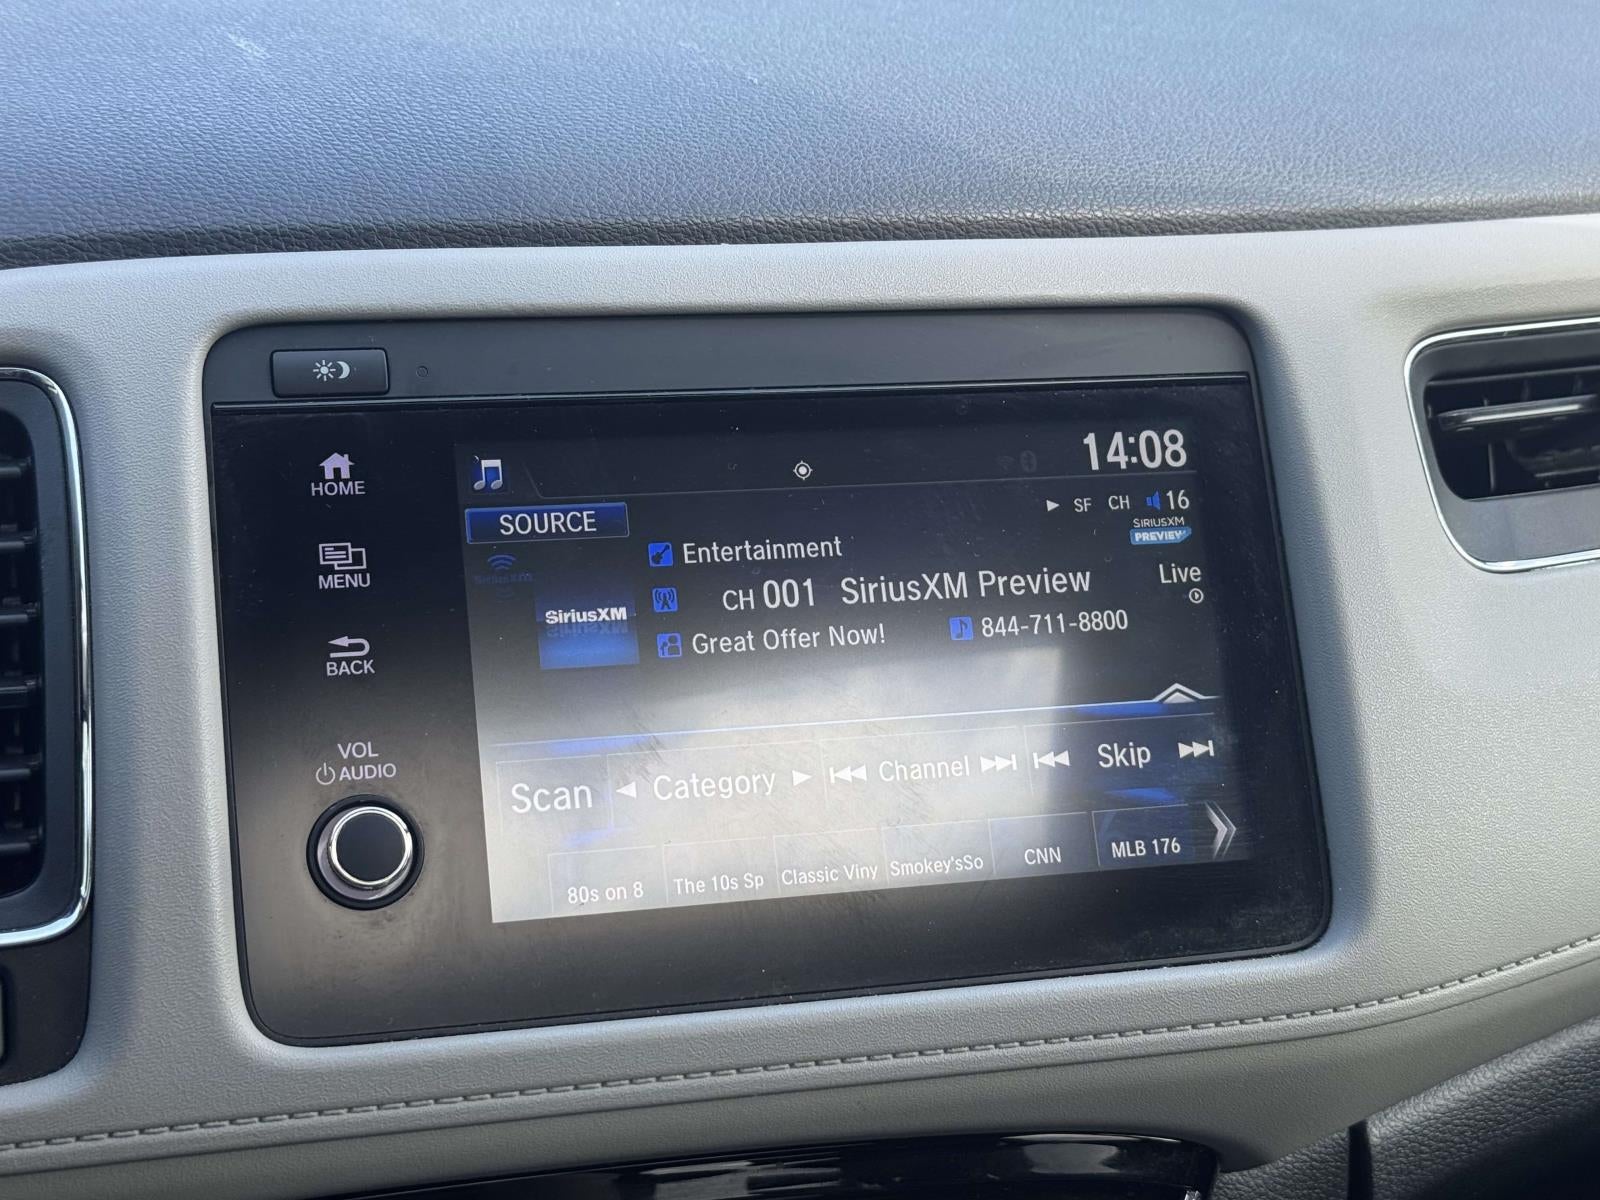 HOME
MENU
BACK
VOL
AUDIO
14:08
SOURCE
SF CH 16
SIRIUSXM
PREVIEW
SiriusXM
Entertainment
CH 001 SiriusXM Preview
Live
Great Offer Now! 844-711-8800
Scan Category Channel Skip
80s on 8 The 10s Sp Classic Viny Smokey'sSo CNN MLB 176